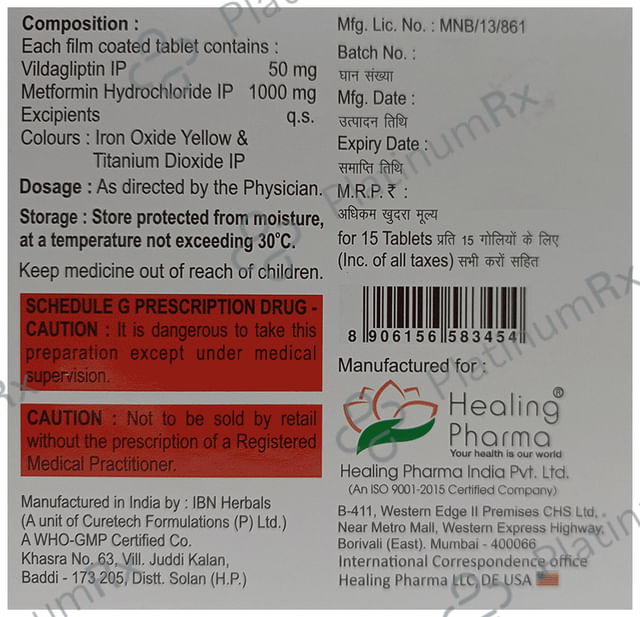 Composition :
Each film coated tablet contains :
Vildagliptin IP 50 mg
Metformin Hydrochloride IP 1000 mg
Excipients q.s.
Colours : Iron Oxide Yellow &
Titanium Dioxide IP
Dosage : As directed by the Physician.
Storage : Store protected from moisture,
at a temperature not exceeding 30°C.
Keep medicine out of reach of children.
SCHEDULE G PRESCRIPTION DRUG -
CAUTION : It is dangerous to take this
preparation except under medical
supervision.
CAUTION : Not to be sold by retail
without the prescription of a Registered
Medical Practitioner.
Manufactured in India by : IBN Herbals
(A unit of Curetech Formulations (P) Ltd.)
A WHO-GMP Certified Co.
Khasra No. 63, Vill. Juddi Kalan,
Baddi - 173 205, Distt. Solan (H.P.)
Mfg. Lic. No. : MNB/13/861
Batch No. :
घान संख्या
Mfg. Date :
उत्पादन तिथि
Expiry Date :
समाप्ति तिथि
M.R.P. ₹ :
अधिकम खुदरा मूल्य
for 15 Tablets प्रति 15 गोलियों के लिए
(Inc. of all taxes) सभी करों सहित
8 906156 583454
Manufactured for :
Healing®
Pharma
Your health is our world
Healing Pharma India Pvt. Ltd.
(An ISO 9001-2015 Certified Company)
B-411, Western Edge II Premises CHS Ltd,
Near Metro Mall, Western Express Highway,
Borivali (East). Mumbai - 400066
International Correspondence office
Healing Pharma LLC, DE USA
PlatinumRx
PlatinumRx
PlatinumRx
PlatinumRx